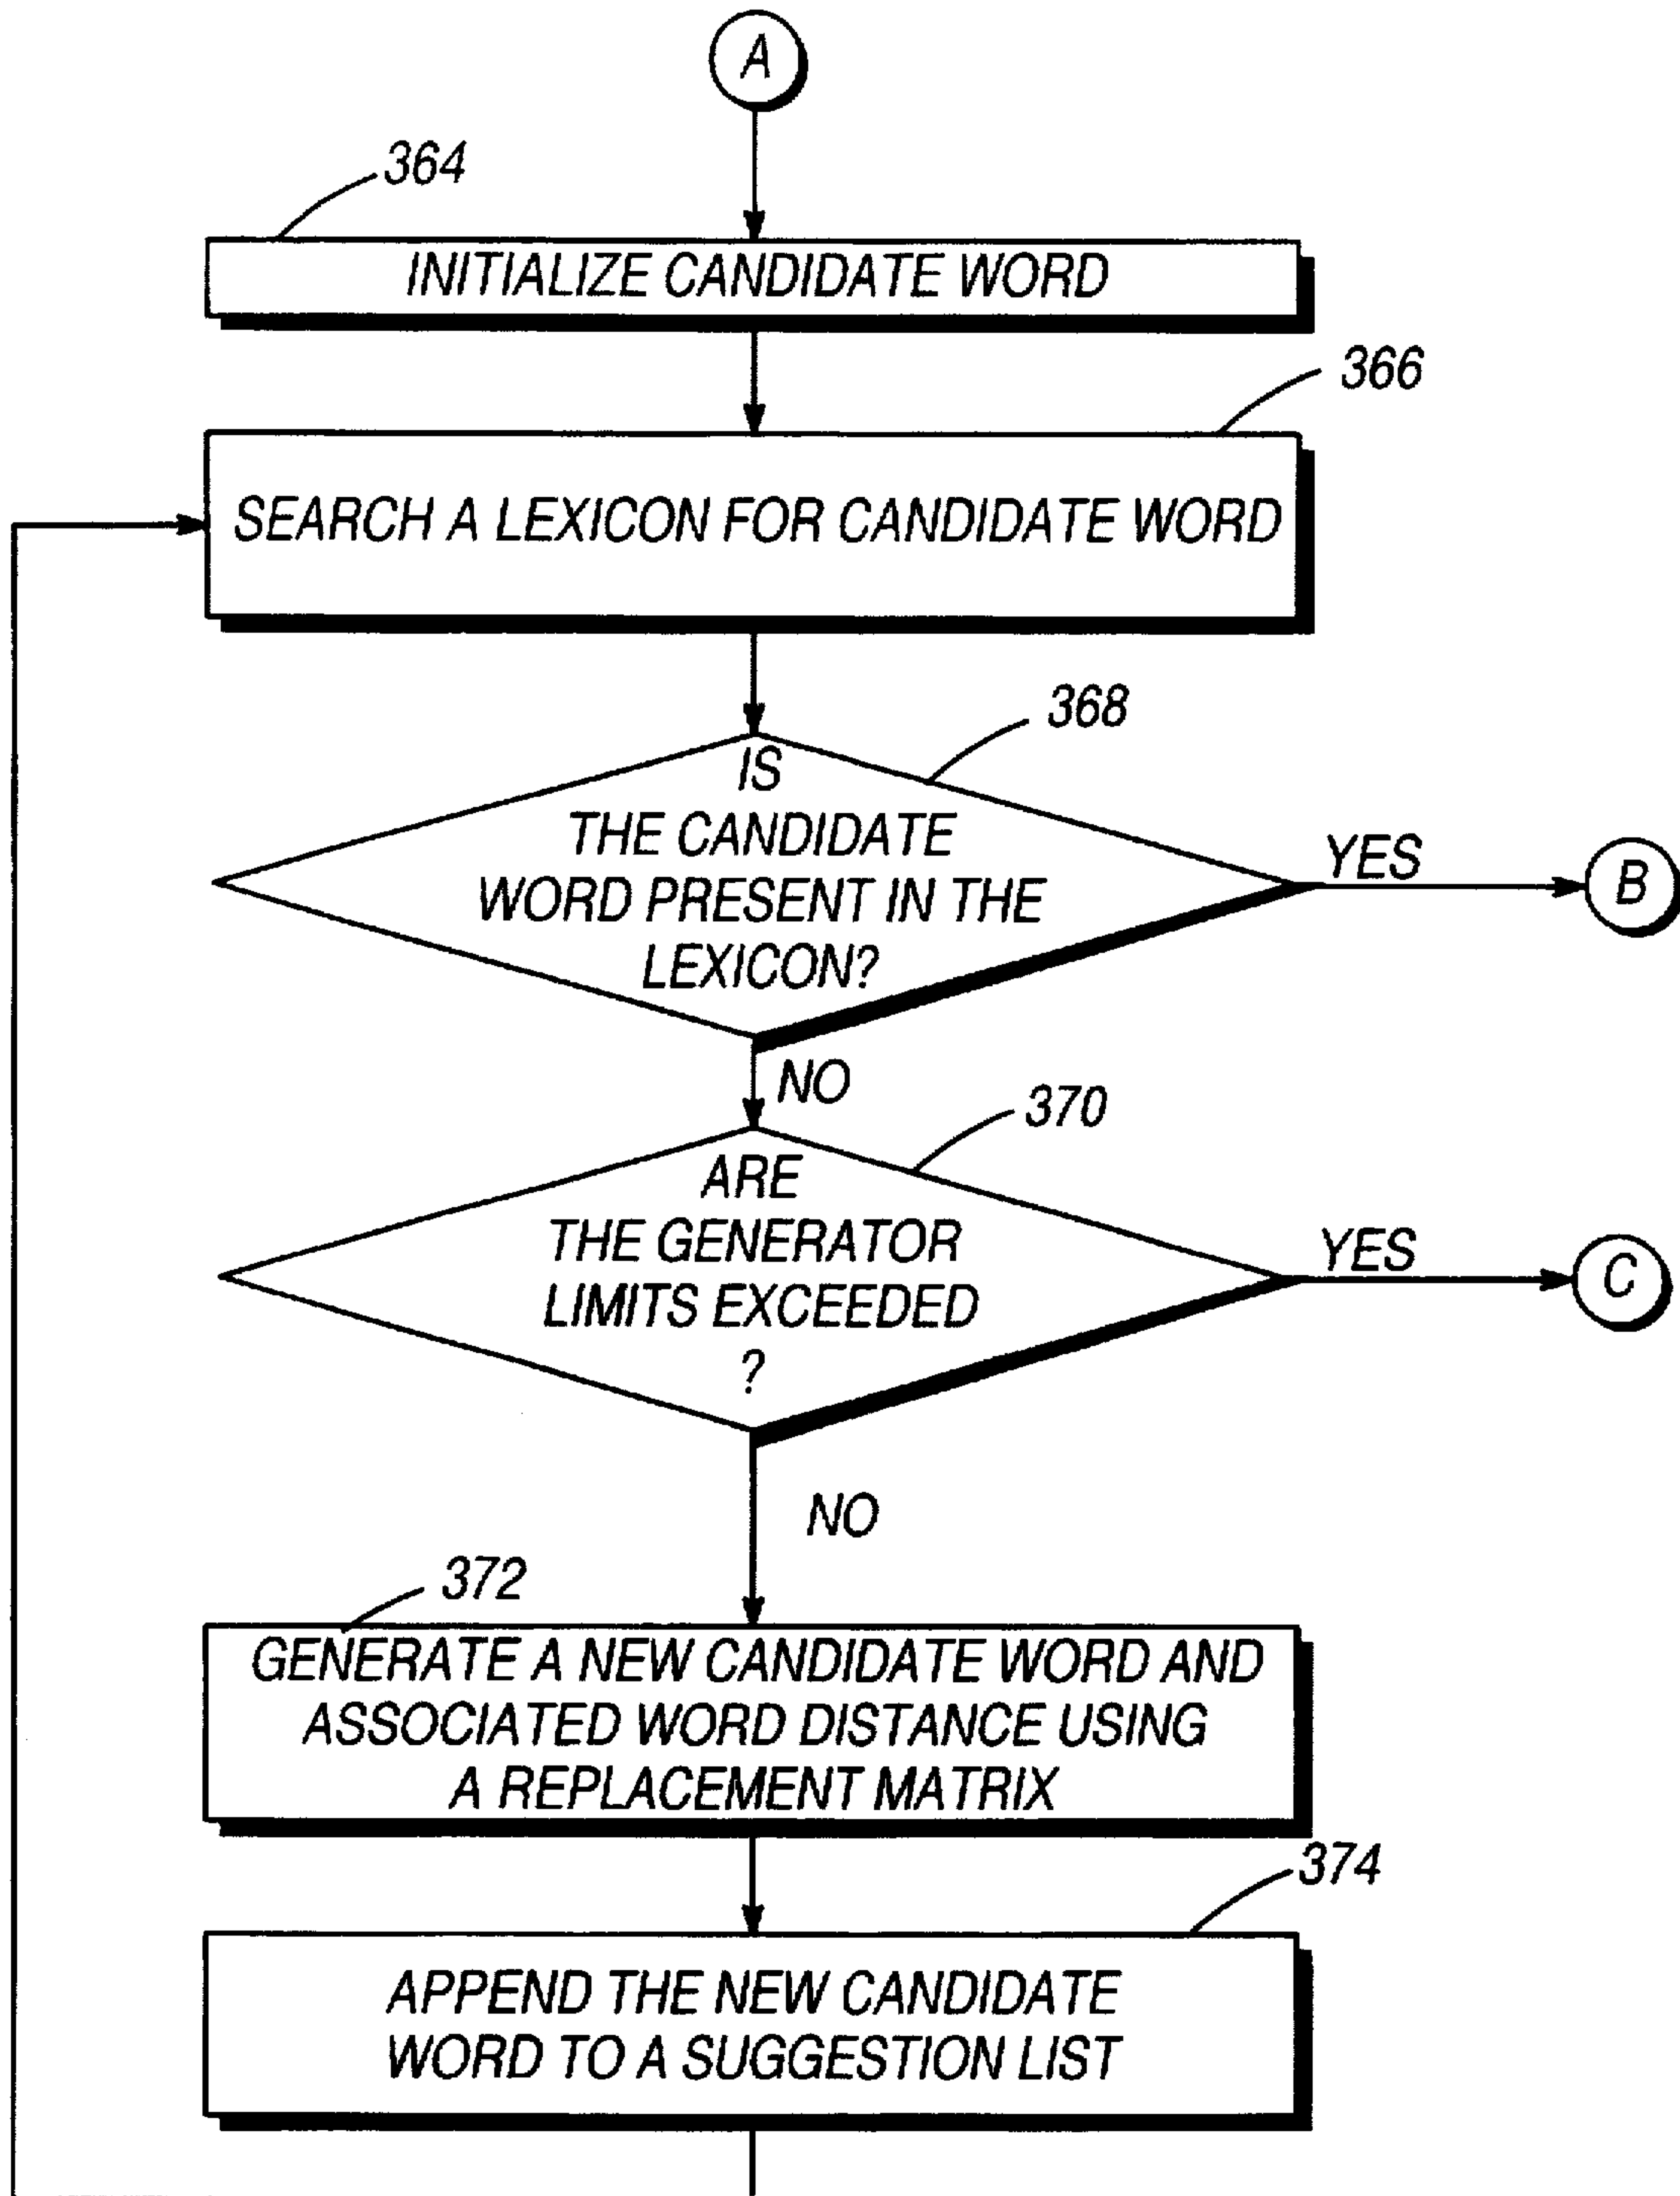 A
364
INITIALIZE CANDIDATE WORD
366
SEARCH A LEXICON FOR CANDIDATE WORD
368
IS
THE CANDIDATE
WORD PRESENT IN THE
LEXICON?
YES
B
NO
370
ARE
THE GENERATOR
LIMITS EXCEEDED
?
YES
C
NO
372
GENERATE A NEW CANDIDATE WORD AND
ASSOCIATED WORD DISTANCE USING
A REPLACEMENT MATRIX
374
APPEND THE NEW CANDIDATE
WORD TO A SUGGESTION LIST